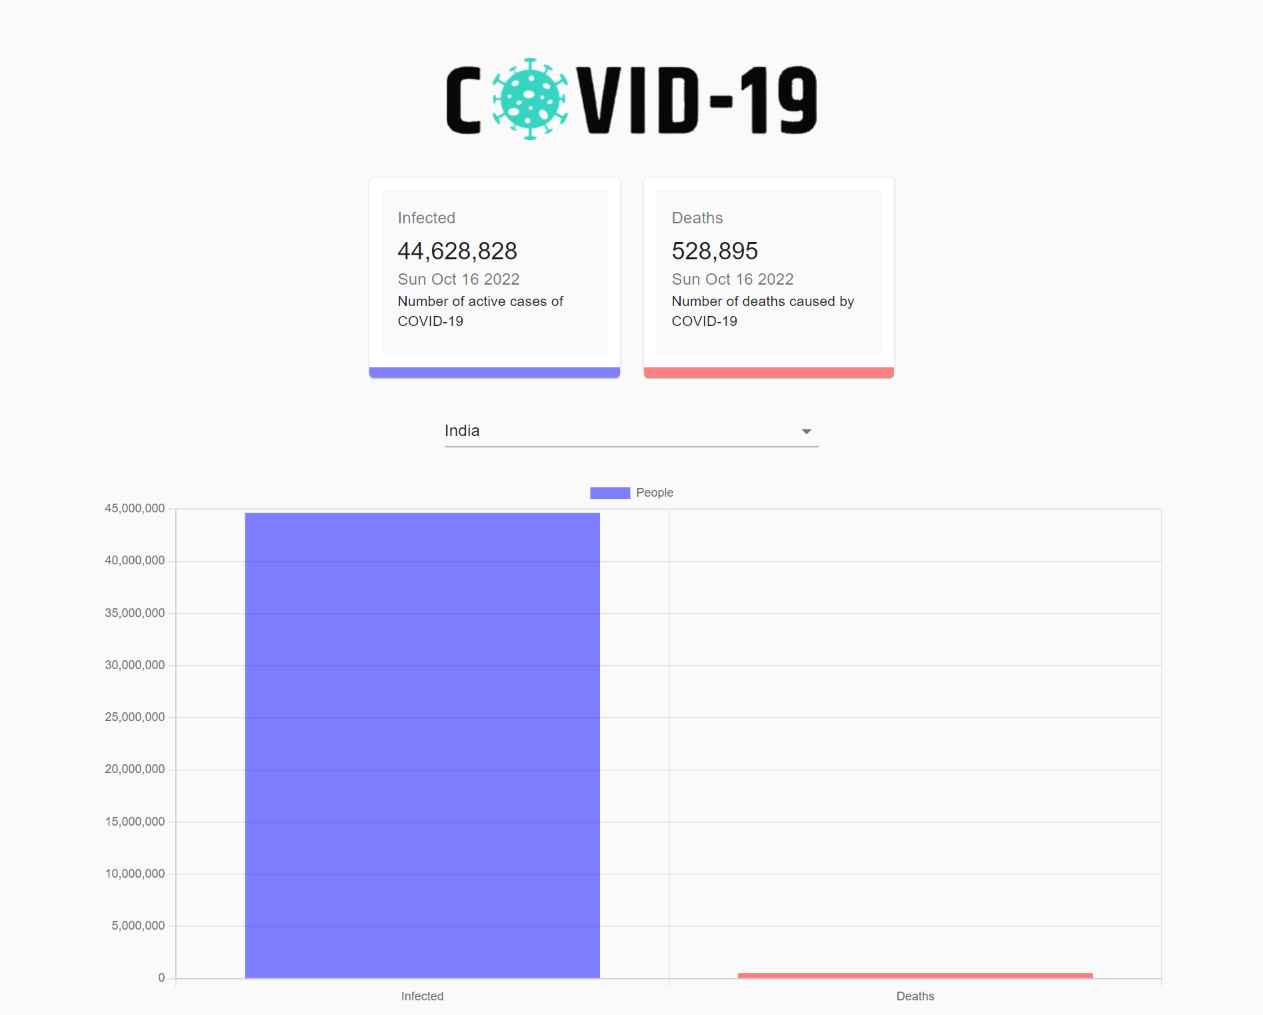 COVID-19
Infected
44,628,828
Sun Oct 16 2022
Number of active cases of
COVID-19
Deaths
528,895
Sun Oct 16 2022
Number of deaths caused by
COVID-19
India
People
45,000,000
40,000,000
35,000,000
30,000,000
25,000,000
20,000,000
15,000,000
10,000,000
5,000,000
0
Infected
Deaths